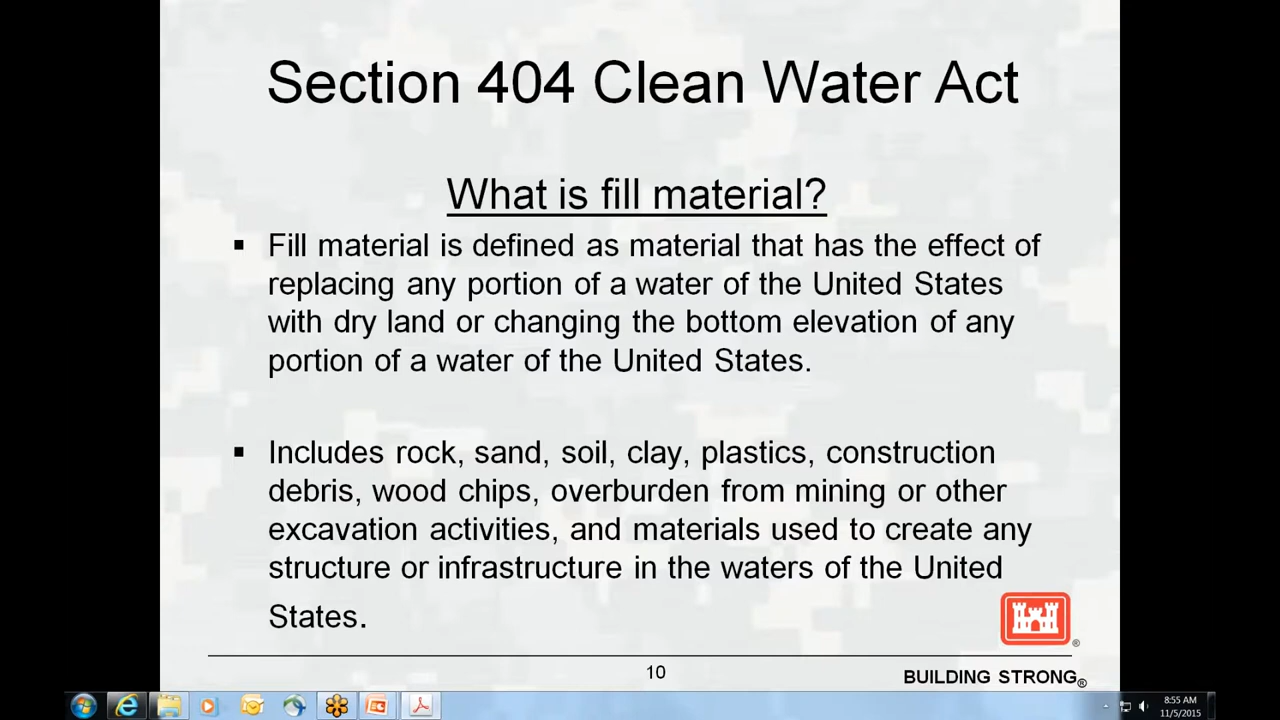 Section 404 Clean Water Act
What is fill material?
▪ Fill material is defined as material that has the effect of
replacing any portion of a water of the United States
with dry land or changing the bottom elevation of any
portion of a water of the United States.
▪ Includes rock, sand, soil, clay, plastics, construction
debris, wood chips, overburden from mining or other
excavation activities, and materials used to create any
structure or infrastructure in the waters of the United
States.
®
10
BUILDING STRONG®
8:55 AM
11/5/2015